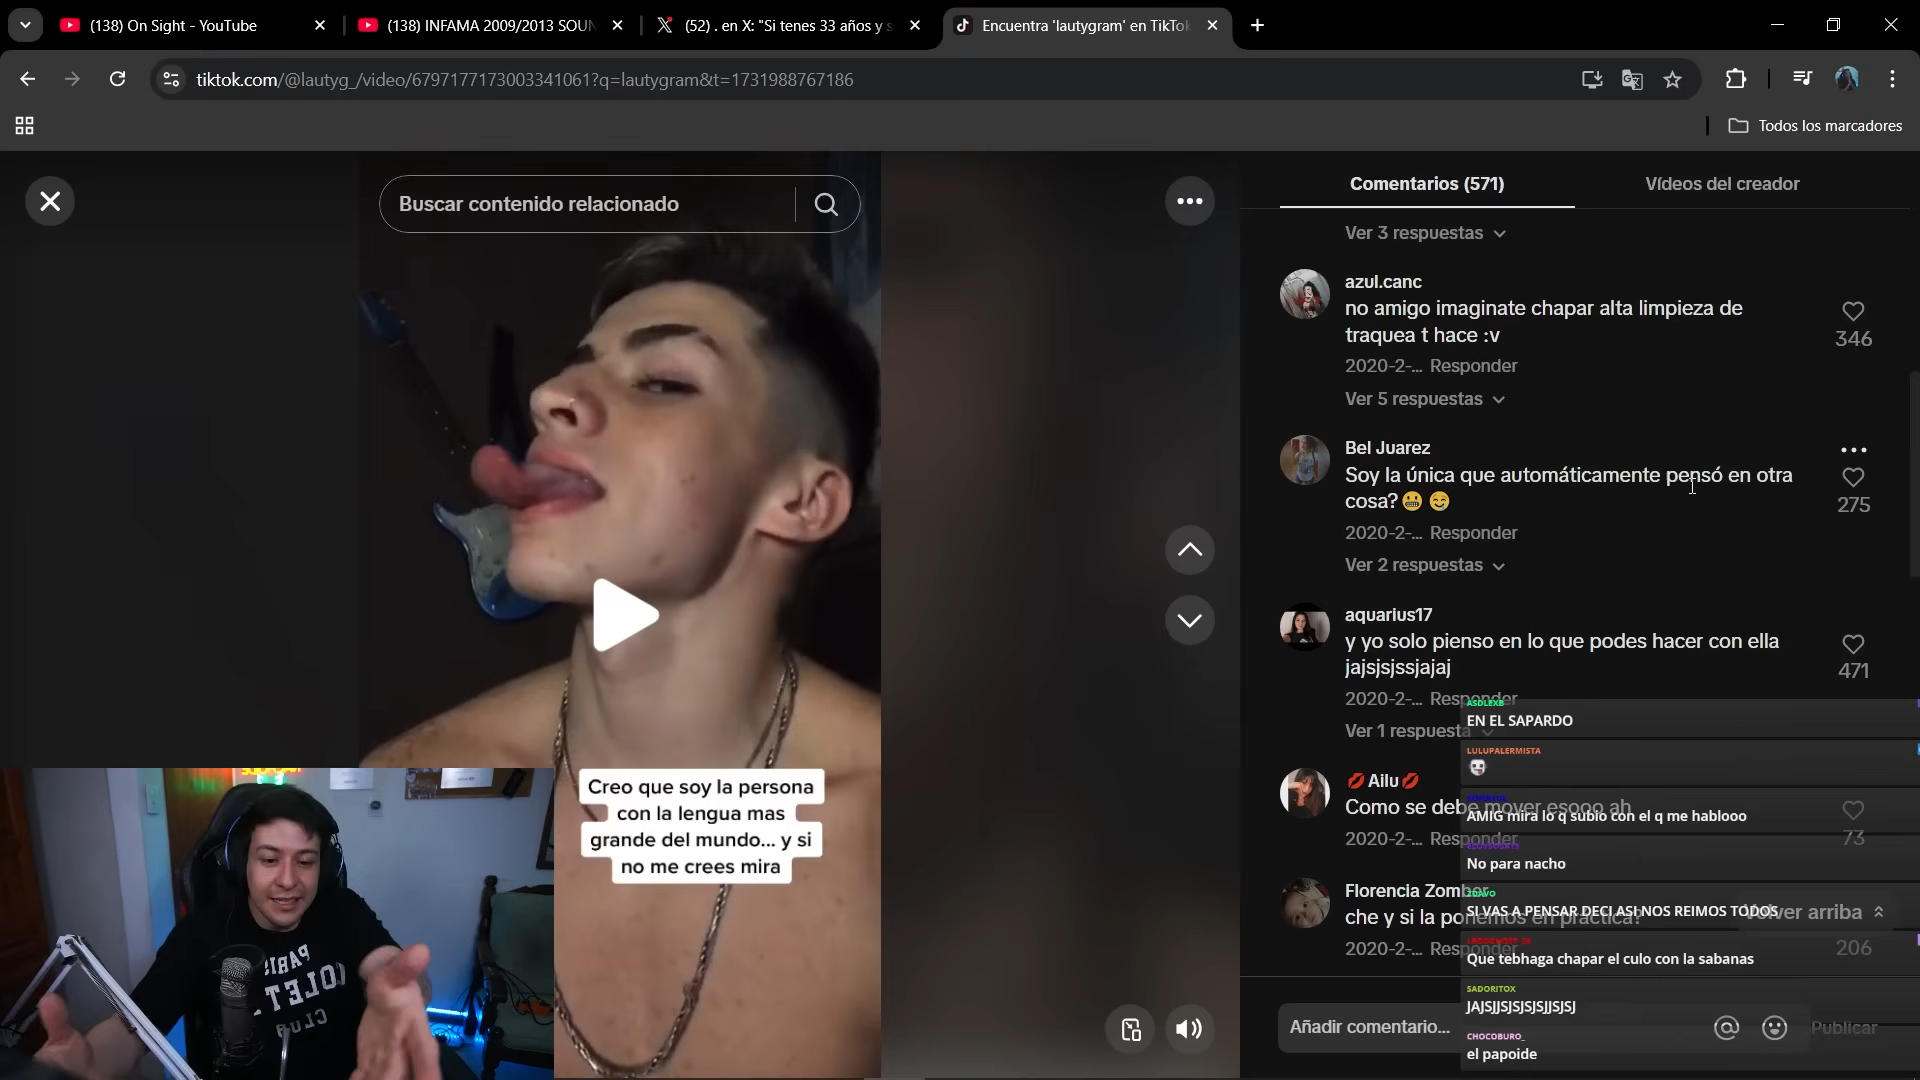 (138) On Sight - YouTube
(138) INFAMA 2009/2013 SOUN
(52) . en X: "Si tenes 33 años y s
Encuentra 'lautygram' en TikTok
tiktok.com/@lautyg_/video/6797177173003341061?q=lautygram&t=1731988767186
Todos los marcadores
Buscar contenido relacionado
Creo que soy la persona
con la lengua mas
grande del mundo... y si
no me crees mira
PARIS
TOILET
CLUB
Comentarios (571)
Vídeos del creador
Ver 3 respuestas
azul.canc
no amigo imaginate chapar alta limpieza de
traquea t hace :v
346
2020-2-... Responder
Ver 5 respuestas
Bel Juarez
Soy la única que automáticamente pensó en otra
cosa?😬 😏
275
2020-2-... Responder
Ver 2 respuestas
aquarius17
y yo solo pienso en lo que podes hacer con ella
jajsjsjssjajaj
471
2020-2-... Responder
Ver 1 respuesta
💋Ailu💋
Como se debe mover esooo ah
73
2020-2-... Responder
Florencia Zomber
che y si la ponemos en practica?
206
2020-2-... Responder
Volver arriba
Añadir comentario...
Publicar
ASDLEXB
EN EL SAPARDO
LULUPALERMISTA
AMIG mira lo q subio con el q me hablooo
No para nacho
SI VAS A PENSAR DECI ASI NOS REIMOS TODOS
Que tebhaga chapar el culo con la sabanas
SADORITOX
JAJSJJSJSJSJSJJSJSJ
CHOCOBURO_
el papoide